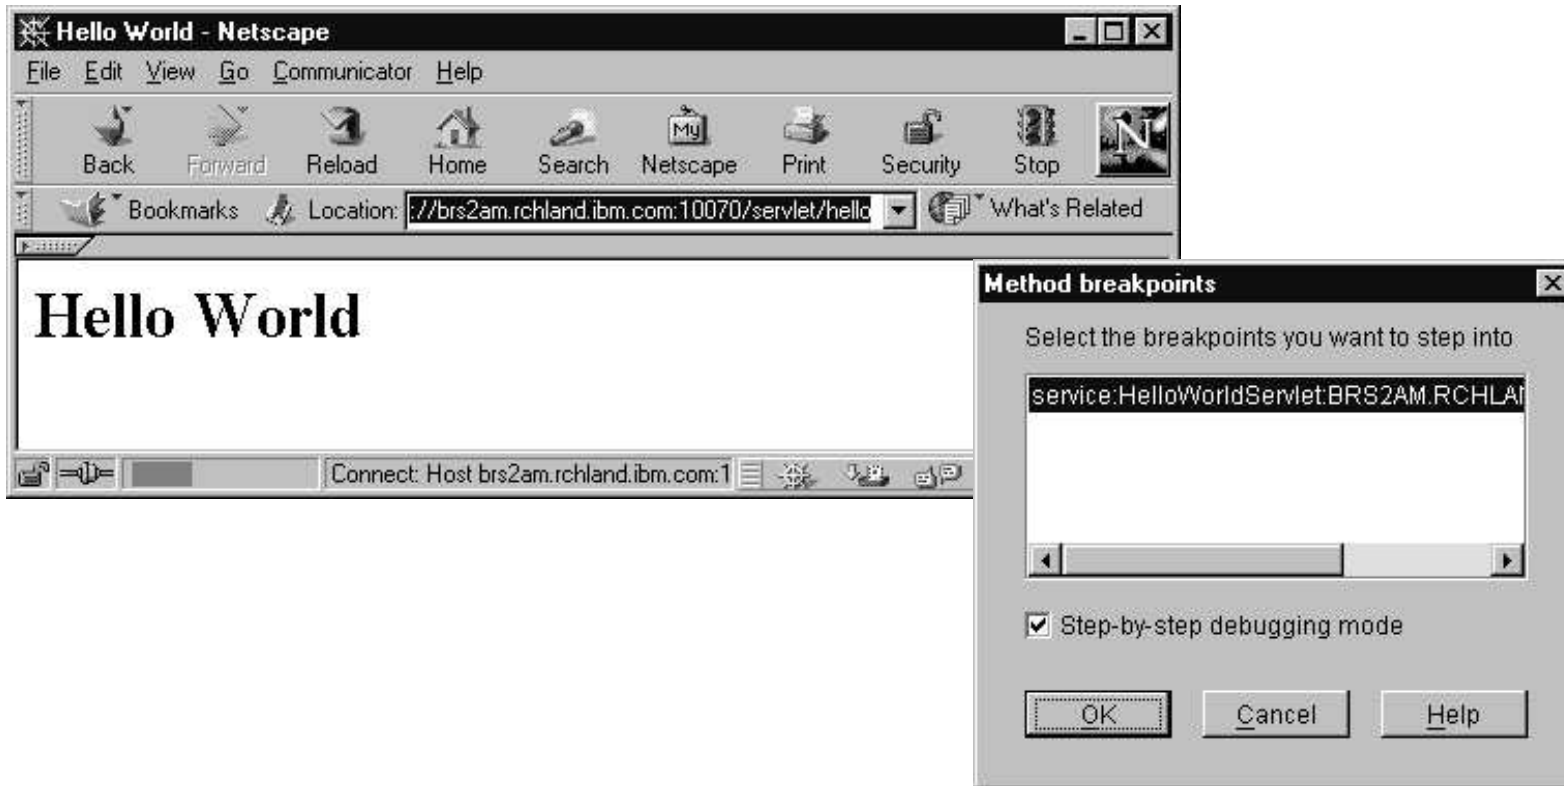 Hello World - Netscape
File Edit View Go Communicator Help
Back Forward Reload Home Search My Netscape Print Security Stop N
Bookmarks Location: ://brs2am.rchland.ibm.com:10070/servlet/hello What's Related
Hello World
Connect: Host brs2am.rchland.ibm.com:1
Method breakpoints
Select the breakpoints you want to step into
service:HelloWorldServlet:BRS2AM.RCHLAN
Step-by-step debugging mode
OK Cancel Help